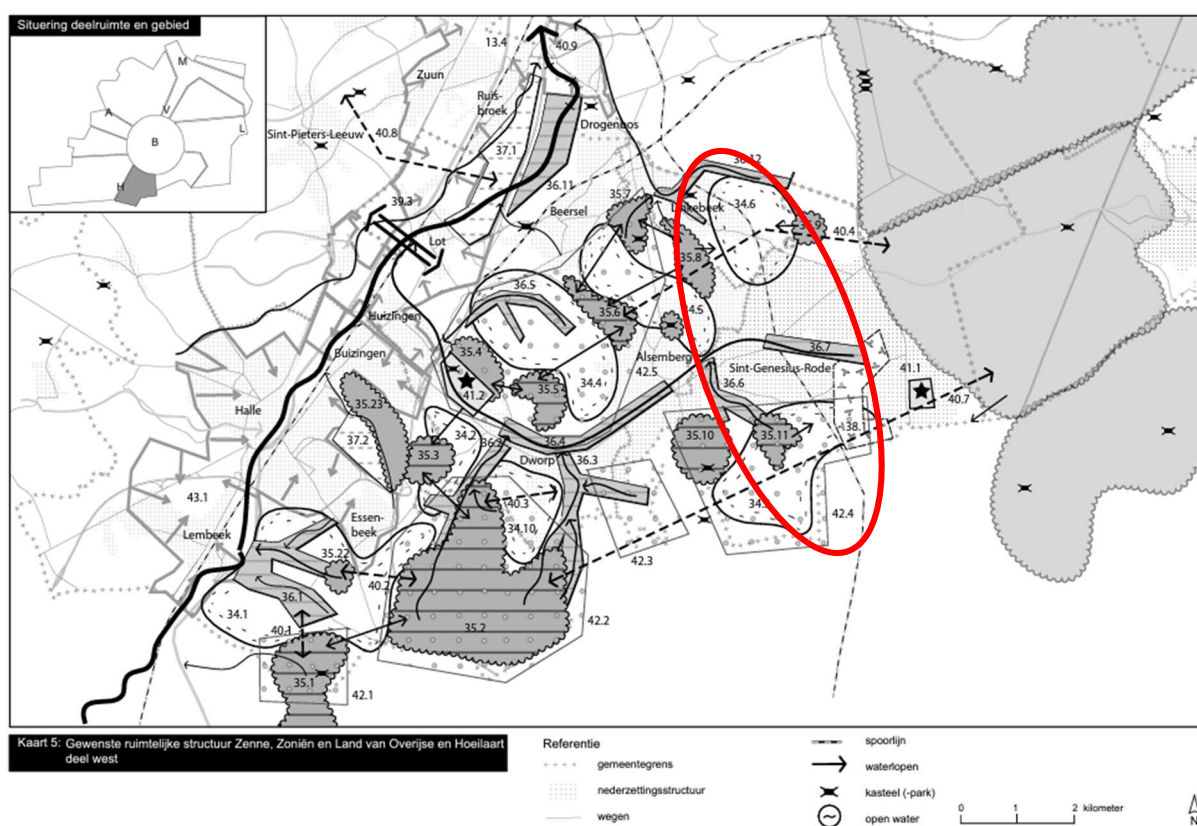 Situering deelruimte en gebied
M
A
V
L
B
H
13.4
40.9
Zuun
Ruis-
broek
Drogenbos
Sint-Pieters-Leeuw
40.8
37.1
36.11
39.3
Beersel
35.7
36.12
Linkebeek
34.6
40.4
Lot
35.8
36.5
Huizingen
35.6
Buizingen
35.4
Alsemberg
36.7
42.5
Sint-Genesius-Rode
41.1
34.4
35.5
36.6
40.7
41.2
35.23
Halle
34.2
36.4
35.10
35.11
38.1
37.2
35.3
Dworp
36.3
43.1
40.3
Essen-
beek
34.10
42.4
Lembeek
35.22
42.3
40.2
36.1
34.1
42.2
35.2
40.1
35.1
42.1
Kaart 5: Gewenste ruimtelijke structuur Zenne, Zoniën en Land van Overijse en Hoeilaart
deel west
Referentie
gemeentegrens
nederzettingsstructuur
wegen
spoorlijn
waterlopen
kasteel (-park)
open water
0 1 2 kilometer
N